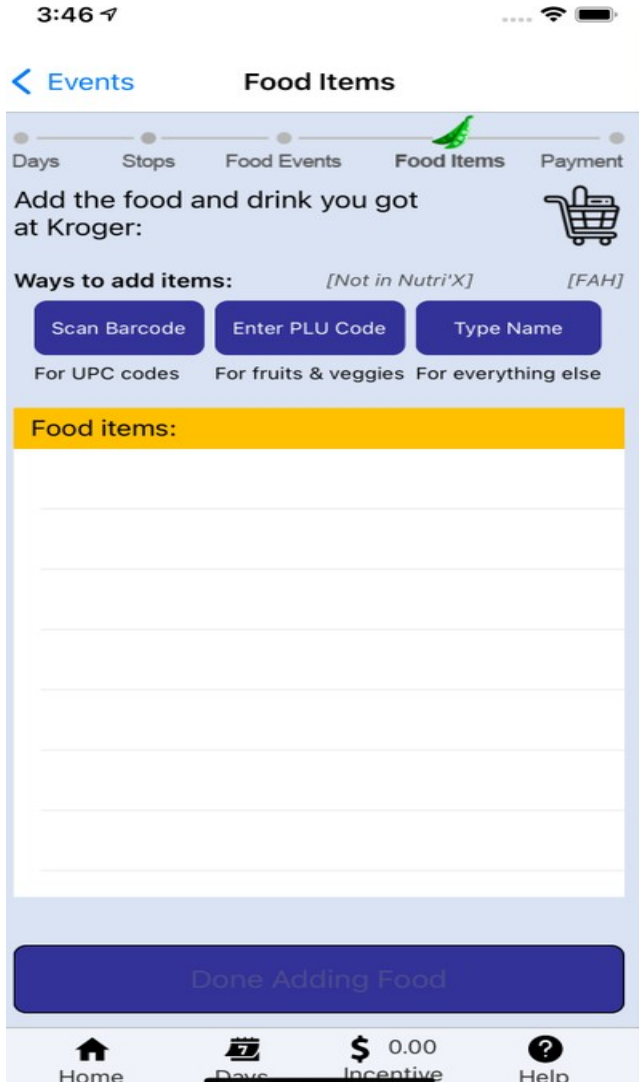 3:46
Events
Food Items
Days Stops Food Events Food Items Payment
Add the food and drink you got
at Kroger:
Ways to add items: [Not in Nutri'X] [FAH]
Scan Barcode Enter PLU Code Type Name
For UPC codes For fruits & veggies For everything else
Food items:
Done Adding Food
7 $ 0.00 ?
Home Days Incentive Help